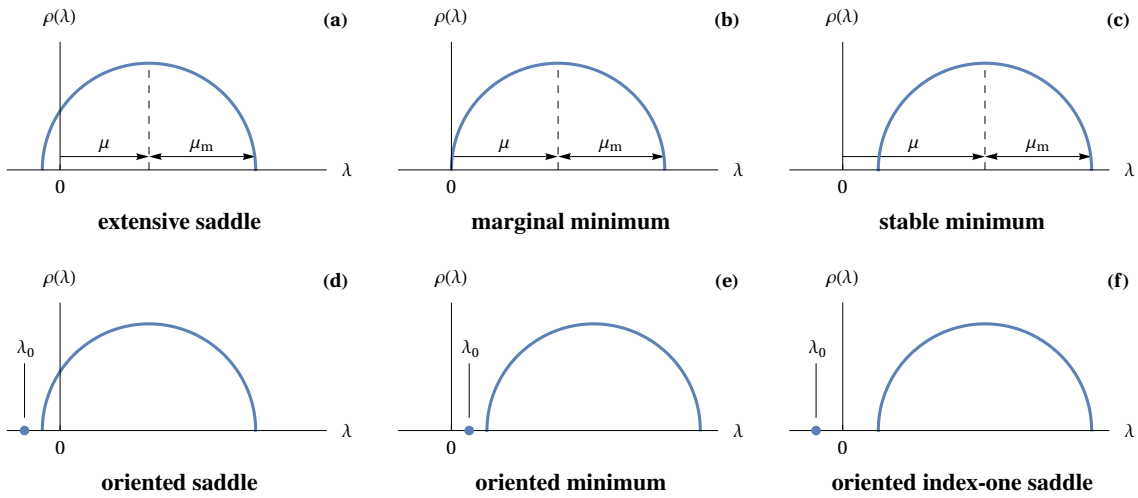 ρ(λ) (a)
μ μm
0 λ
extensive saddle
ρ(λ) (b)
μ μm
0 λ
marginal minimum
ρ(λ) (c)
μ μm
0 λ
stable minimum
ρ(λ) (d)
λ0
0 λ
oriented saddle
ρ(λ) (e)
λ0
0 λ
oriented minimum
ρ(λ) (f)
λ0
0 λ
oriented index-one saddle